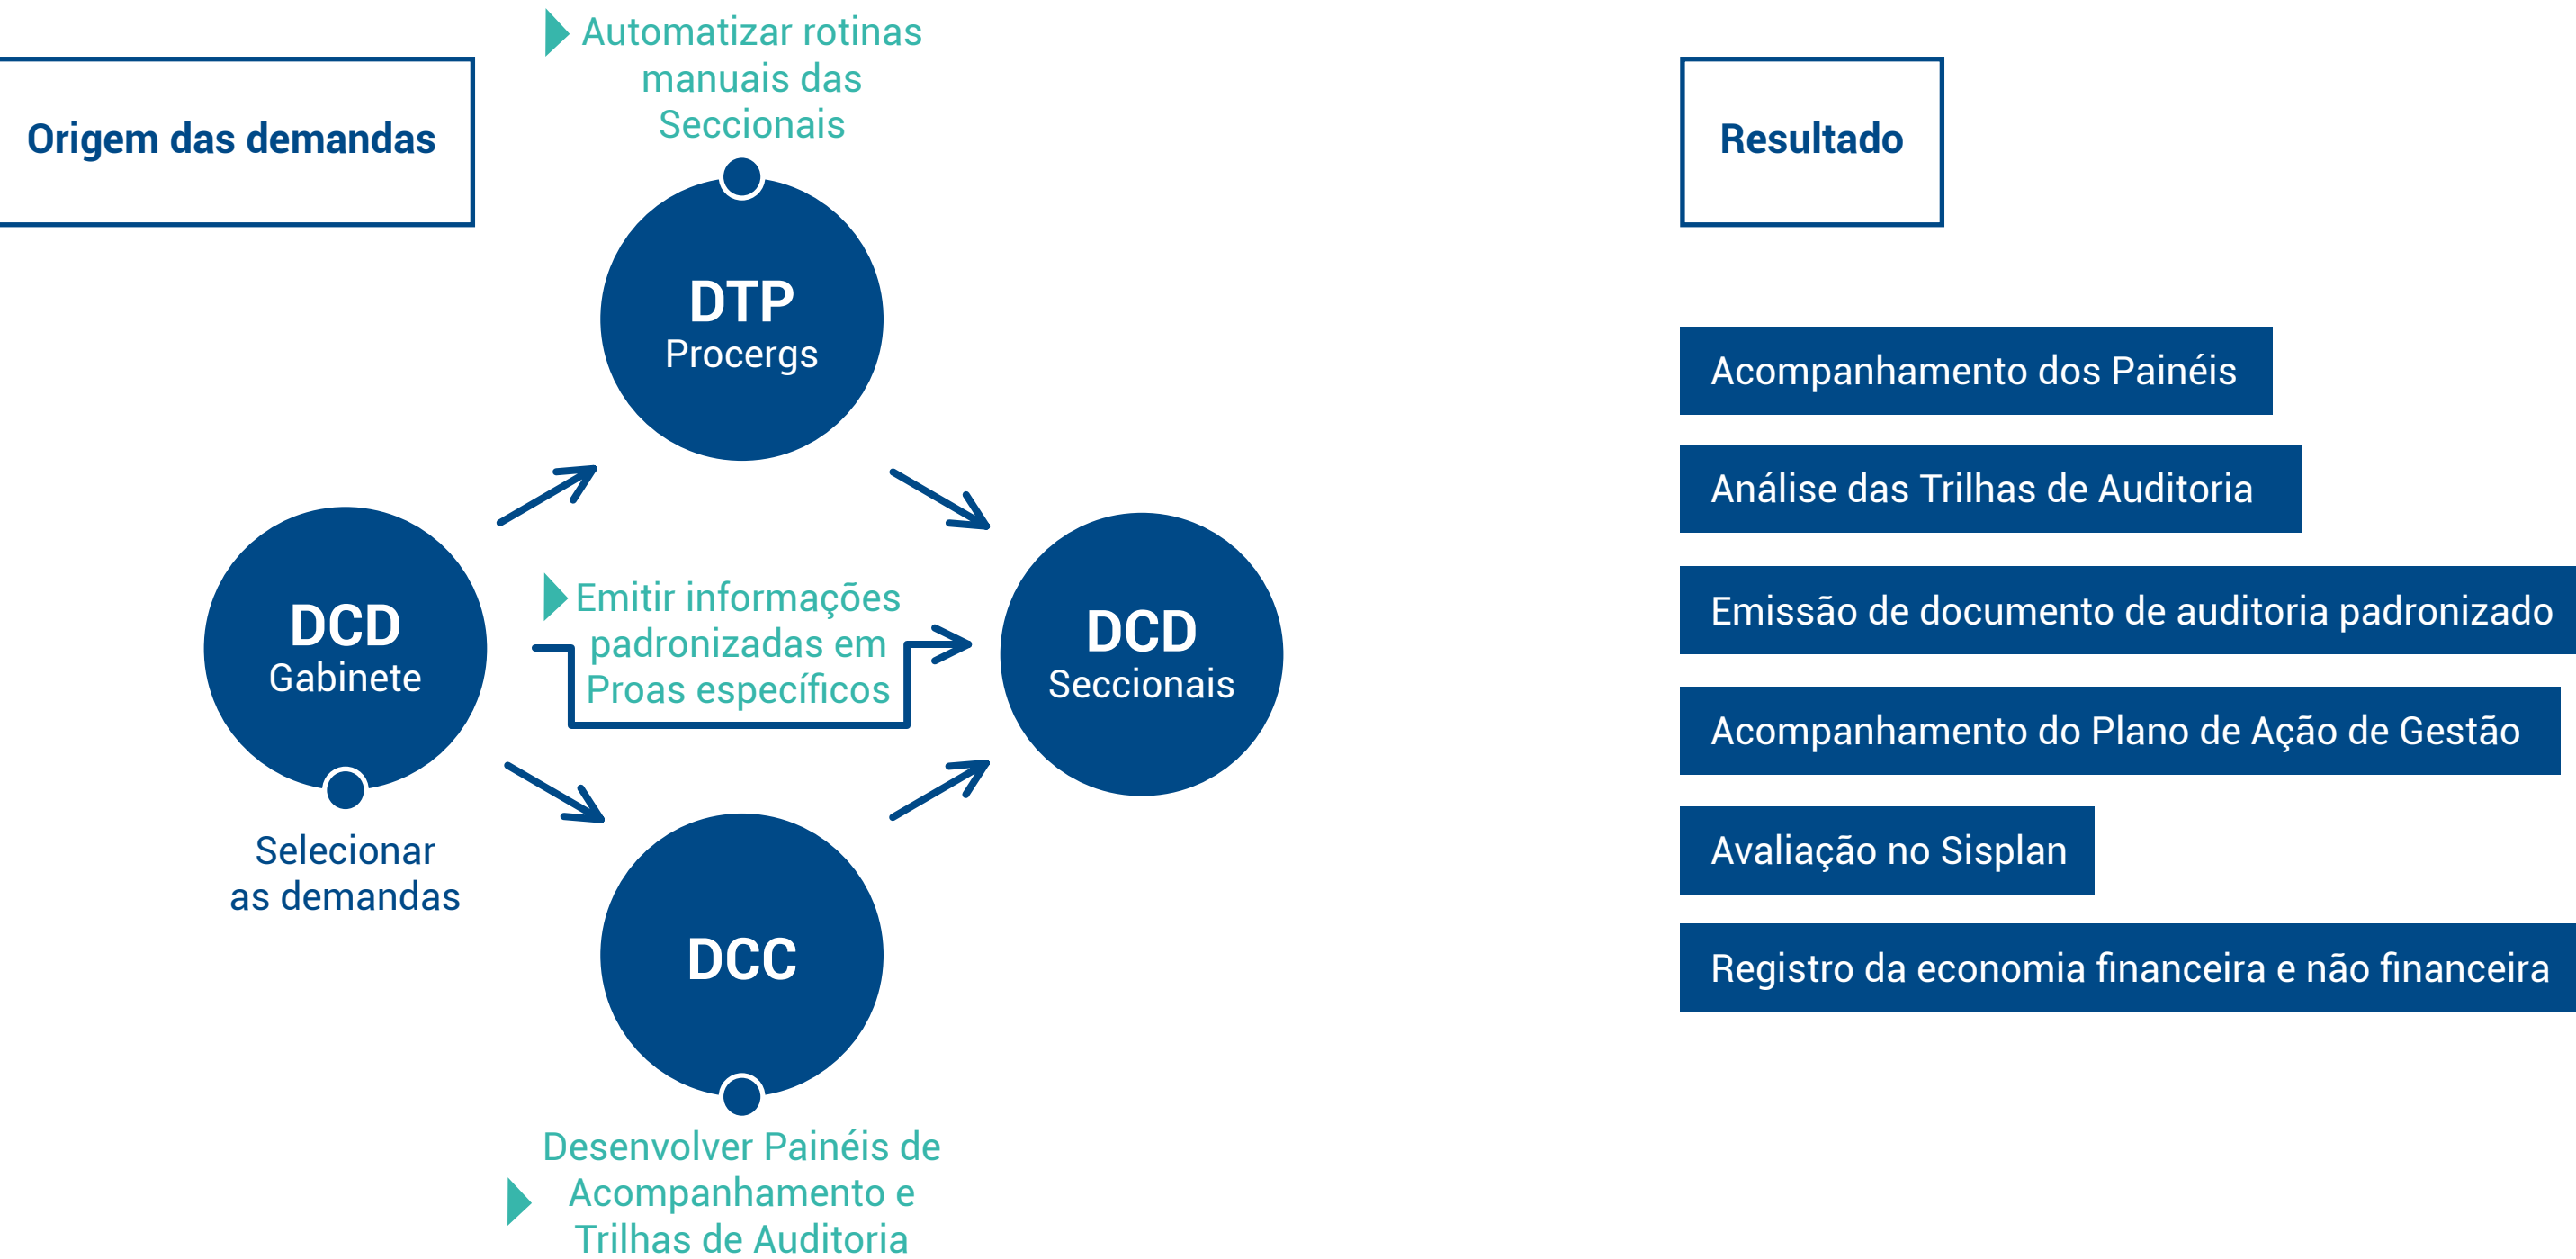 Origem das demandas
Automatizar rotinas
manuais das
Seccionais
DTP
Procergs
DCD
Gabinete
Selecionar
as demandas
Emitir informações
padronizadas em
Proas específicos
DCD
Seccionais
DCC
Desenvolver Painéis de
Acompanhamento e
Trilhas de Auditoria
Resultado
Acompanhamento dos Painéis
Análise das Trilhas de Auditoria
Emissão de documento de auditoria padronizado
Acompanhamento do Plano de Ação de Gestão
Avaliação no Sisplan
Registro da economia financeira e não financeira